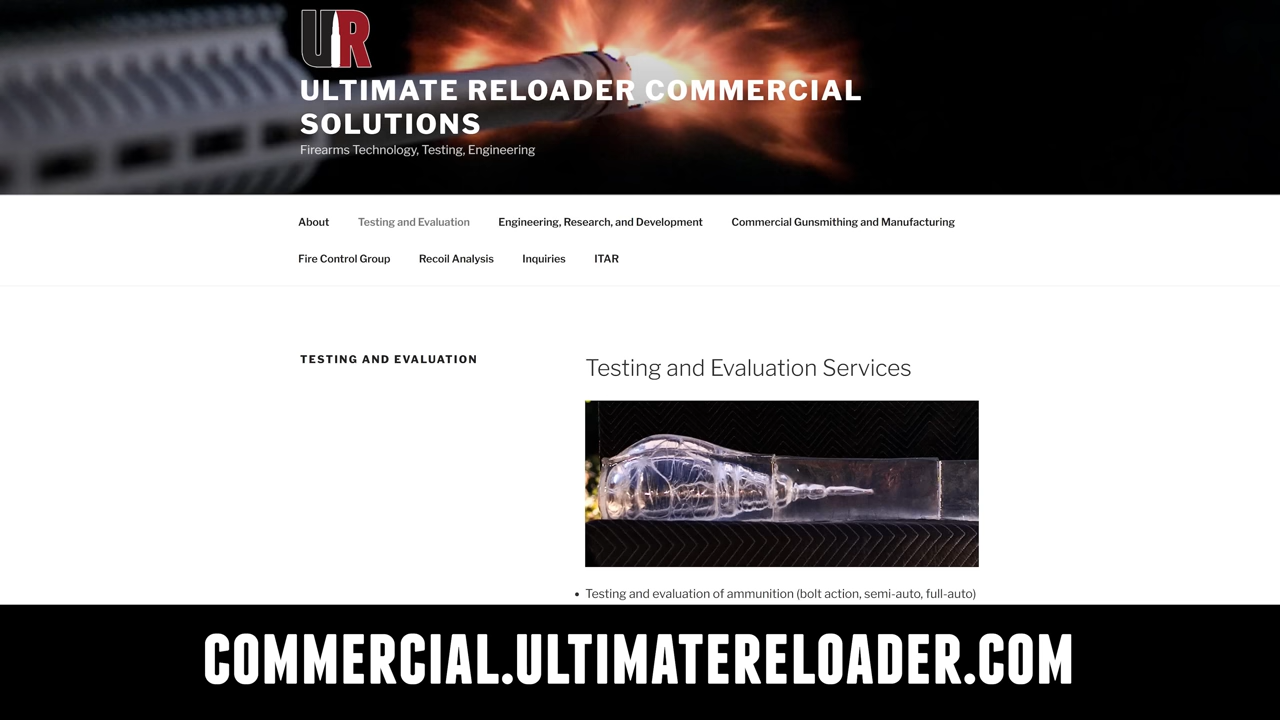 UR
ULTIMATE RELOADER COMMERCIAL
SOLUTIONS
Firearms Technology, Testing, Engineering
About
Testing and Evaluation
Engineering, Research, and Development
Commercial Gunsmithing and Manufacturing
Fire Control Group
Recoil Analysis
Inquiries
ITAR
TESTING AND EVALUATION
Testing and Evaluation Services
• Testing and evaluation of ammunition (bolt action, semi-auto, full-auto)
COMMERCIAL.ULTIMATERELOADER.COM